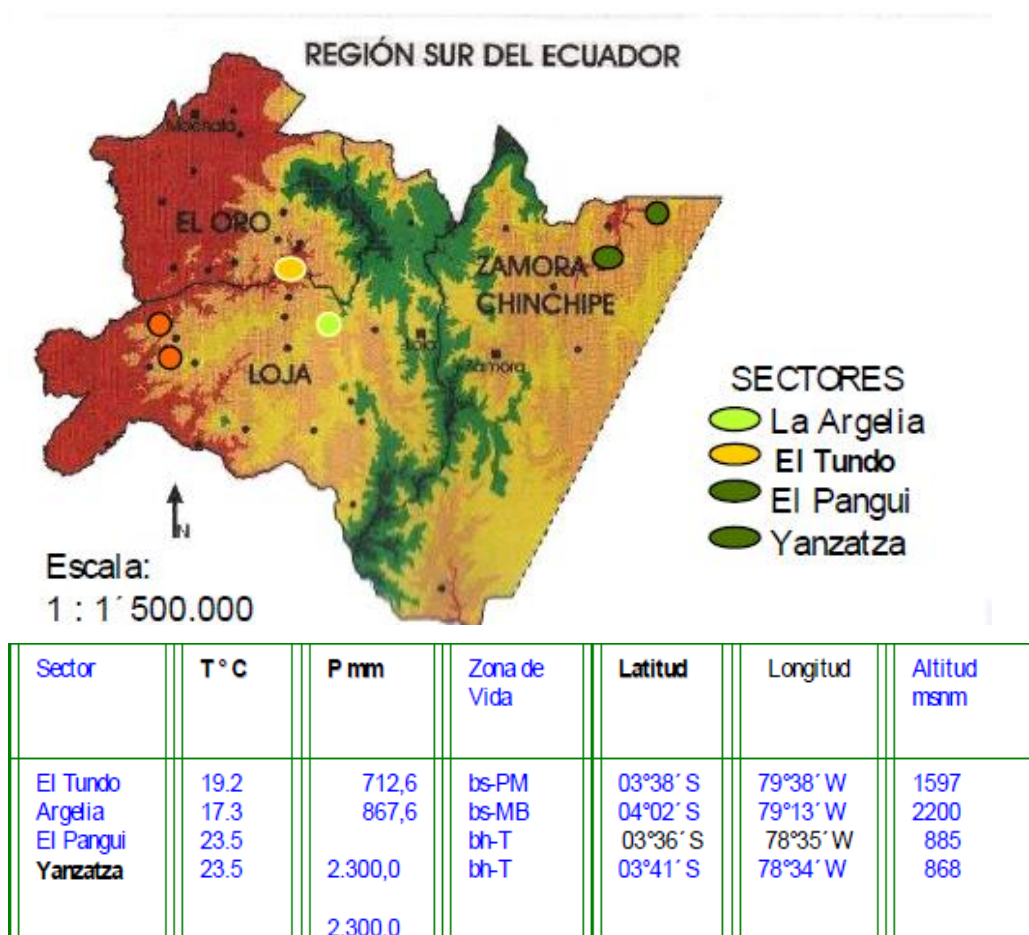 REGIÓN SUR DEL ECUADOR
Machala
EL ORO
ZAMORA
CHINCHIPE
Loja
Zamora
LOJA
SECTORES
La Argelia
El Tundo
El Pangui
Yanzatza
N
Escala:
1 : 1´500.000
Sector T°C P mm Zona de Latitud Longitud Altitud
Vida msnm
El Tundo 19.2 712,6 bs-PM 03°38´ S 79°38´ W 1597
Argelia 17.3 867,6 bs-MB 04°02´ S 79°13´ W 2200
El Pangui 23.5 bh-T 03°36´ S 78°35´ W 885
Yanzatza 23.5 2.300,0 bh-T 03°41´ S 78°34´ W 868
2.300,0